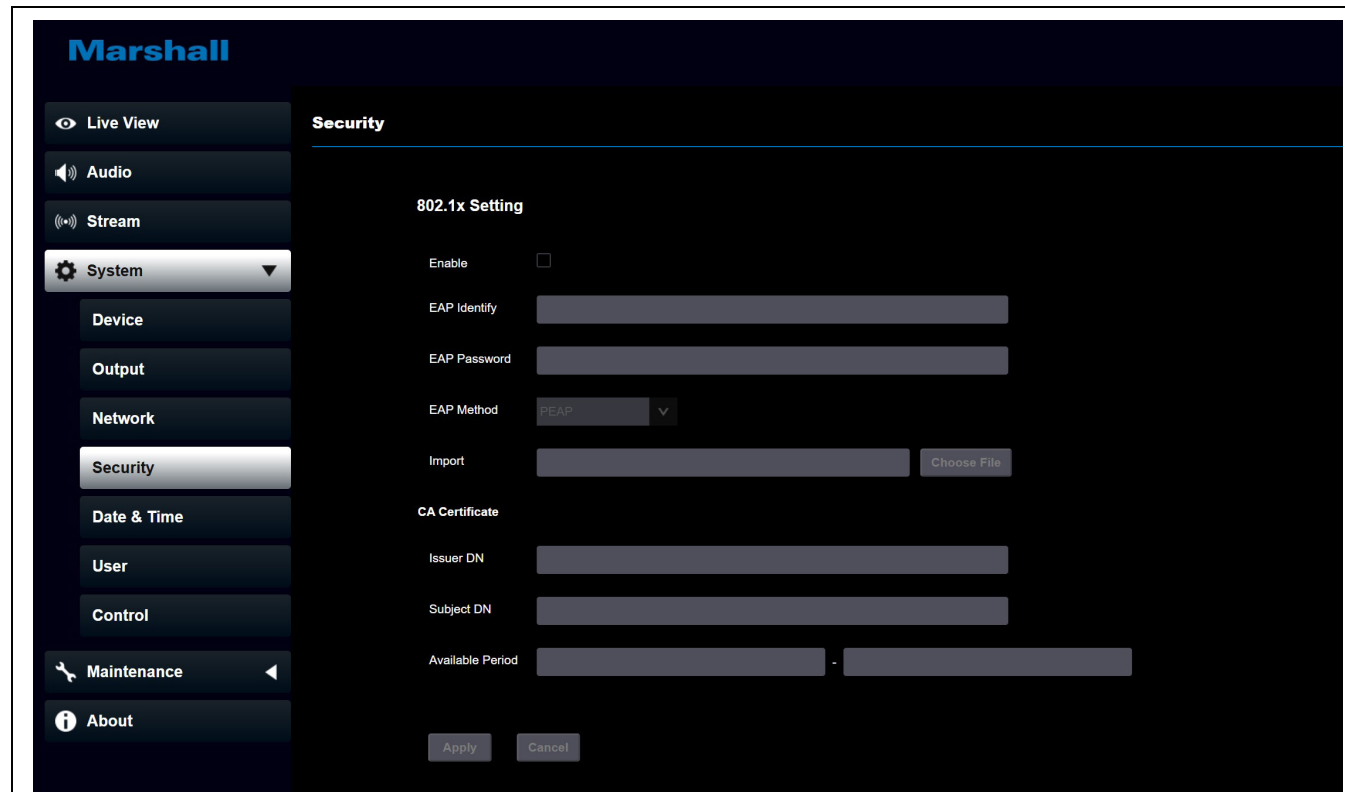 Marshall
Live View
Audio
Stream
System
Device
Output
Network
Security
Date & Time
User
Control
Maintenance
About
Security
802.1x Setting
Enable
EAP Identify
EAP Password
EAP Method PEAP
Import Choose File
CA Certificate
Issuer DN
Subject DN
Available Period -
Apply Cancel